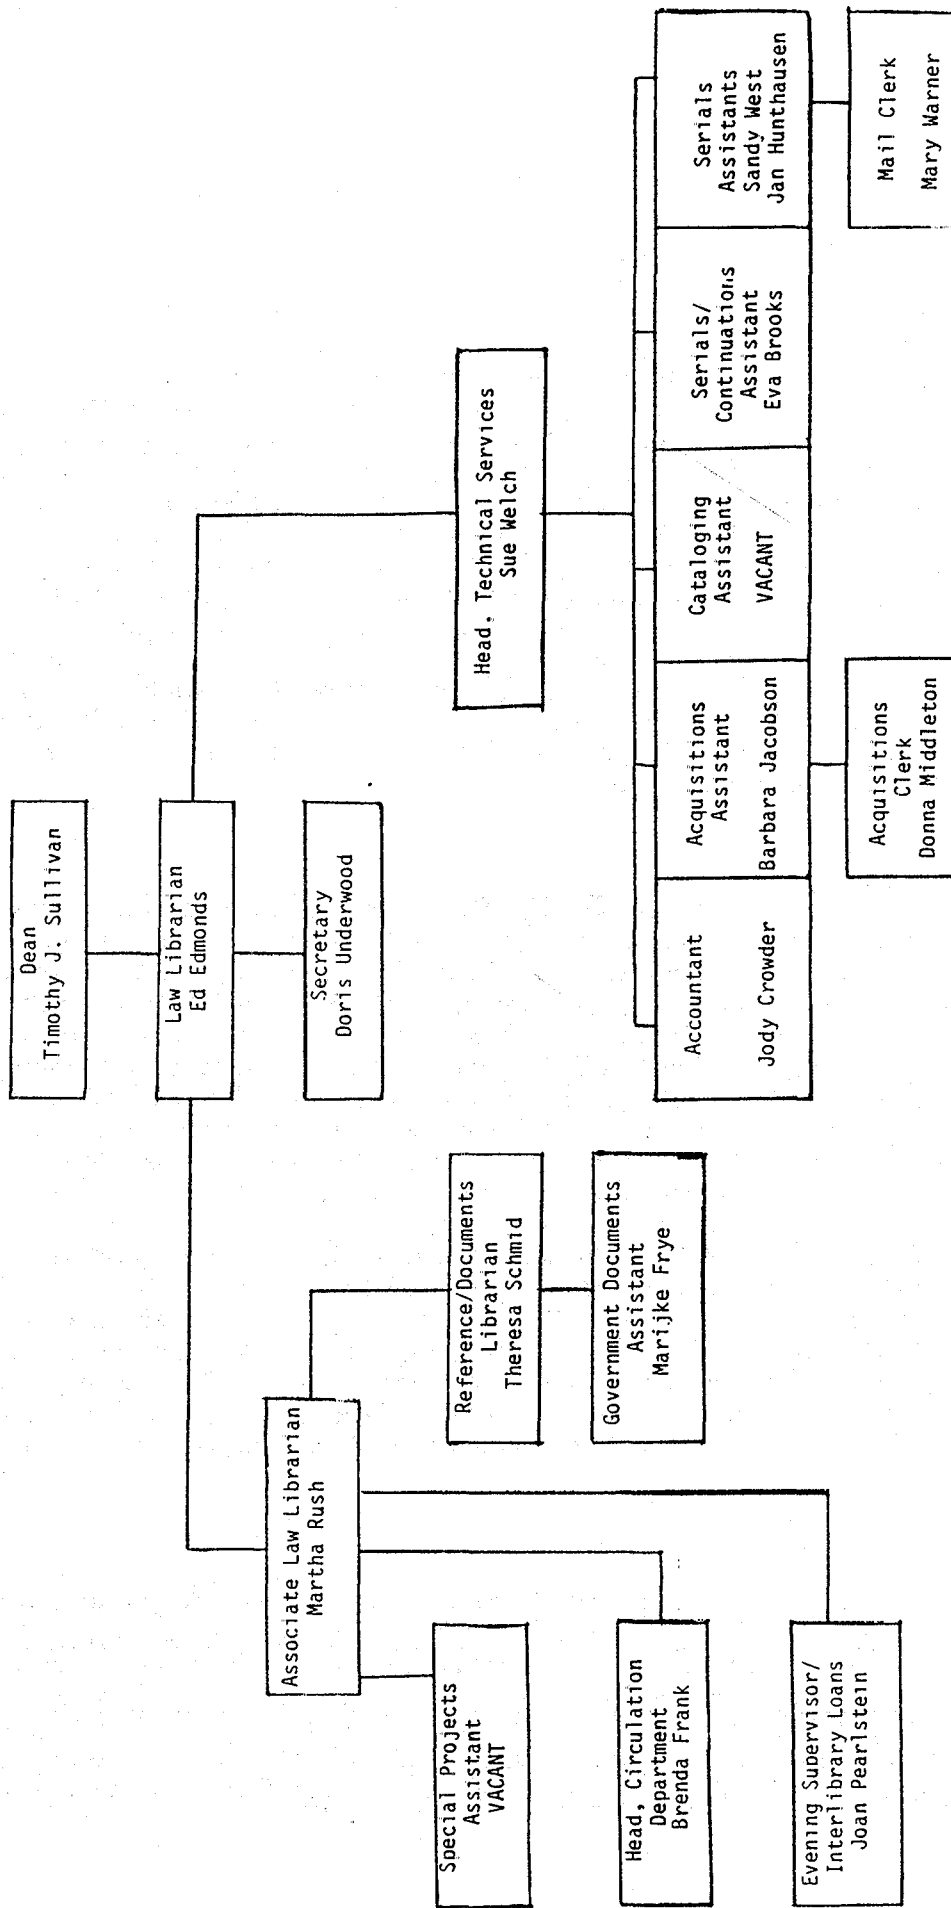 Dean
Timothy J. Sullivan
Law Librarian
Ed Edmonds
Secretary
Doris Underwood
Associate Law Librarian
Martha Rush
Head, Technical Services
Sue Welch
Special Projects
Assistant
VACANT
Reference/Documents
Librarian
Theresa Schmid
Government Documents
Assistant
Marijke Frye
Head, Circulation
Department
Brenda Frank
Evening Supervisor/
Interlibrary Loans
Joan Pearlstein
Accountant
Jody Crowder
Acquisitions
Assistant
Barbara Jacobson
Cataloging
Assistant
VACANT
Serials/
Continuations
Assistant
Eva Brooks
Serials
Assistants
Sandy West
Jan Hunthausen
Acquisitions
Clerk
Donna Middleton
Mail Clerk
Mary Warner